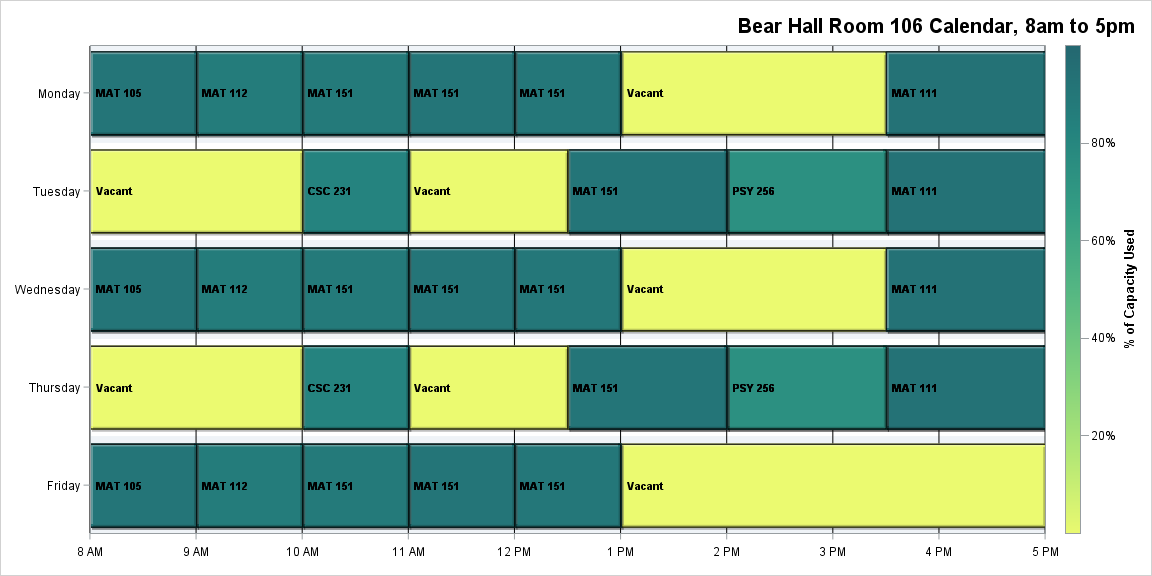 Bear Hall Room 106 Calendar, 8am to 5pm
Monday
MAT 105 MAT 112 MAT 151 MAT 151 MAT 151 Vacant MAT 111
Tuesday
Vacant CSC 231 Vacant MAT 151 PSY 256 MAT 111
Wednesday
MAT 105 MAT 112 MAT 151 MAT 151 MAT 151 Vacant MAT 111
Thursday
Vacant CSC 231 Vacant MAT 151 PSY 256 MAT 111
Friday
MAT 105 MAT 112 MAT 151 MAT 151 MAT 151 Vacant
8 AM 9 AM 10 AM 11 AM 12 PM 1 PM 2 PM 3 PM 4 PM 5 PM
80%
60%
40%
20%
% of Capacity Used